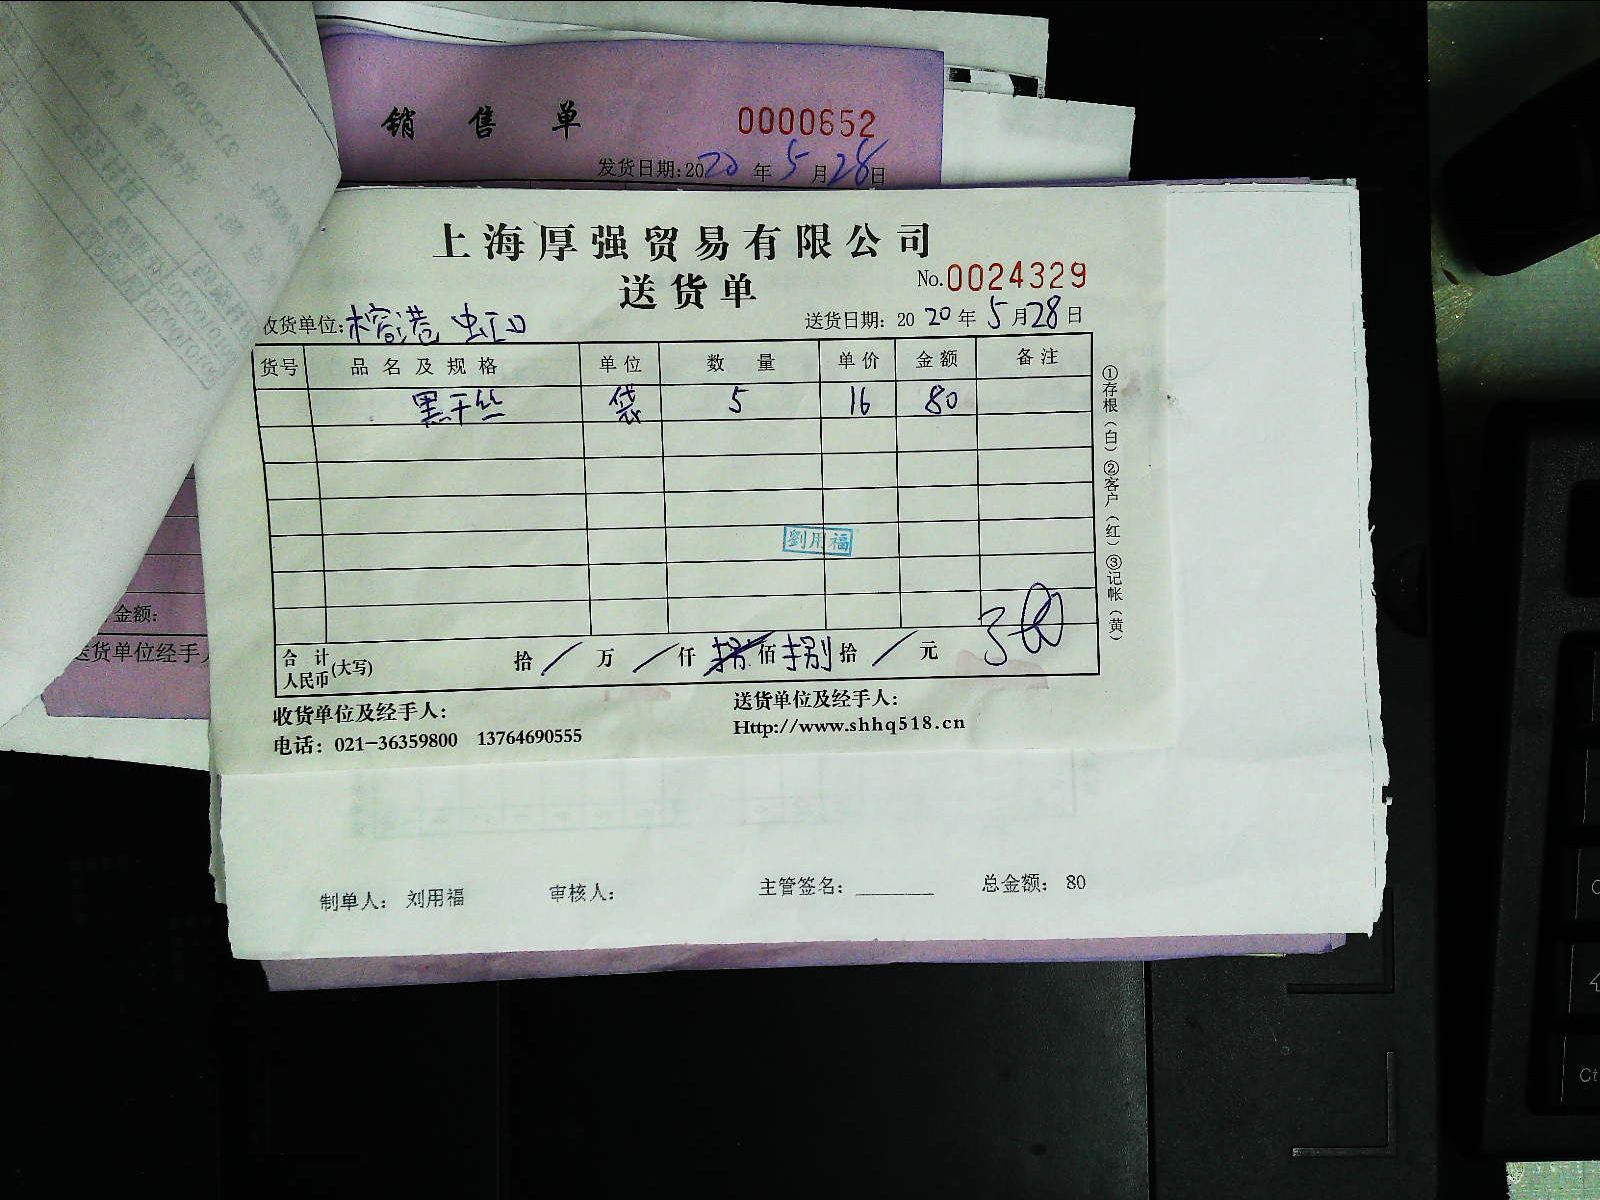 销售单 0000652
发货日期:2020年5月28日
上海厚强贸易有限公司
送货单 No.0024329
收货单位:榕港 虹口 送货日期: 2020年5月28日
货号 品名及规格 单位 数量 单价 金额 备注
黑干丝 袋 5 16 80
①存根(白)②客户(红)③记帐(黄)
劉用福
合计人民币(大写) 拾/万/仟 佰捌拾/元
收货单位及经手人: 送货单位及经手人:
电话: 021-36359800 13764690555 Http://www.shhq518.cn
金额:
送货单位经手人
制单人: 刘用福 审核人: 主管签名: 总金额: 80